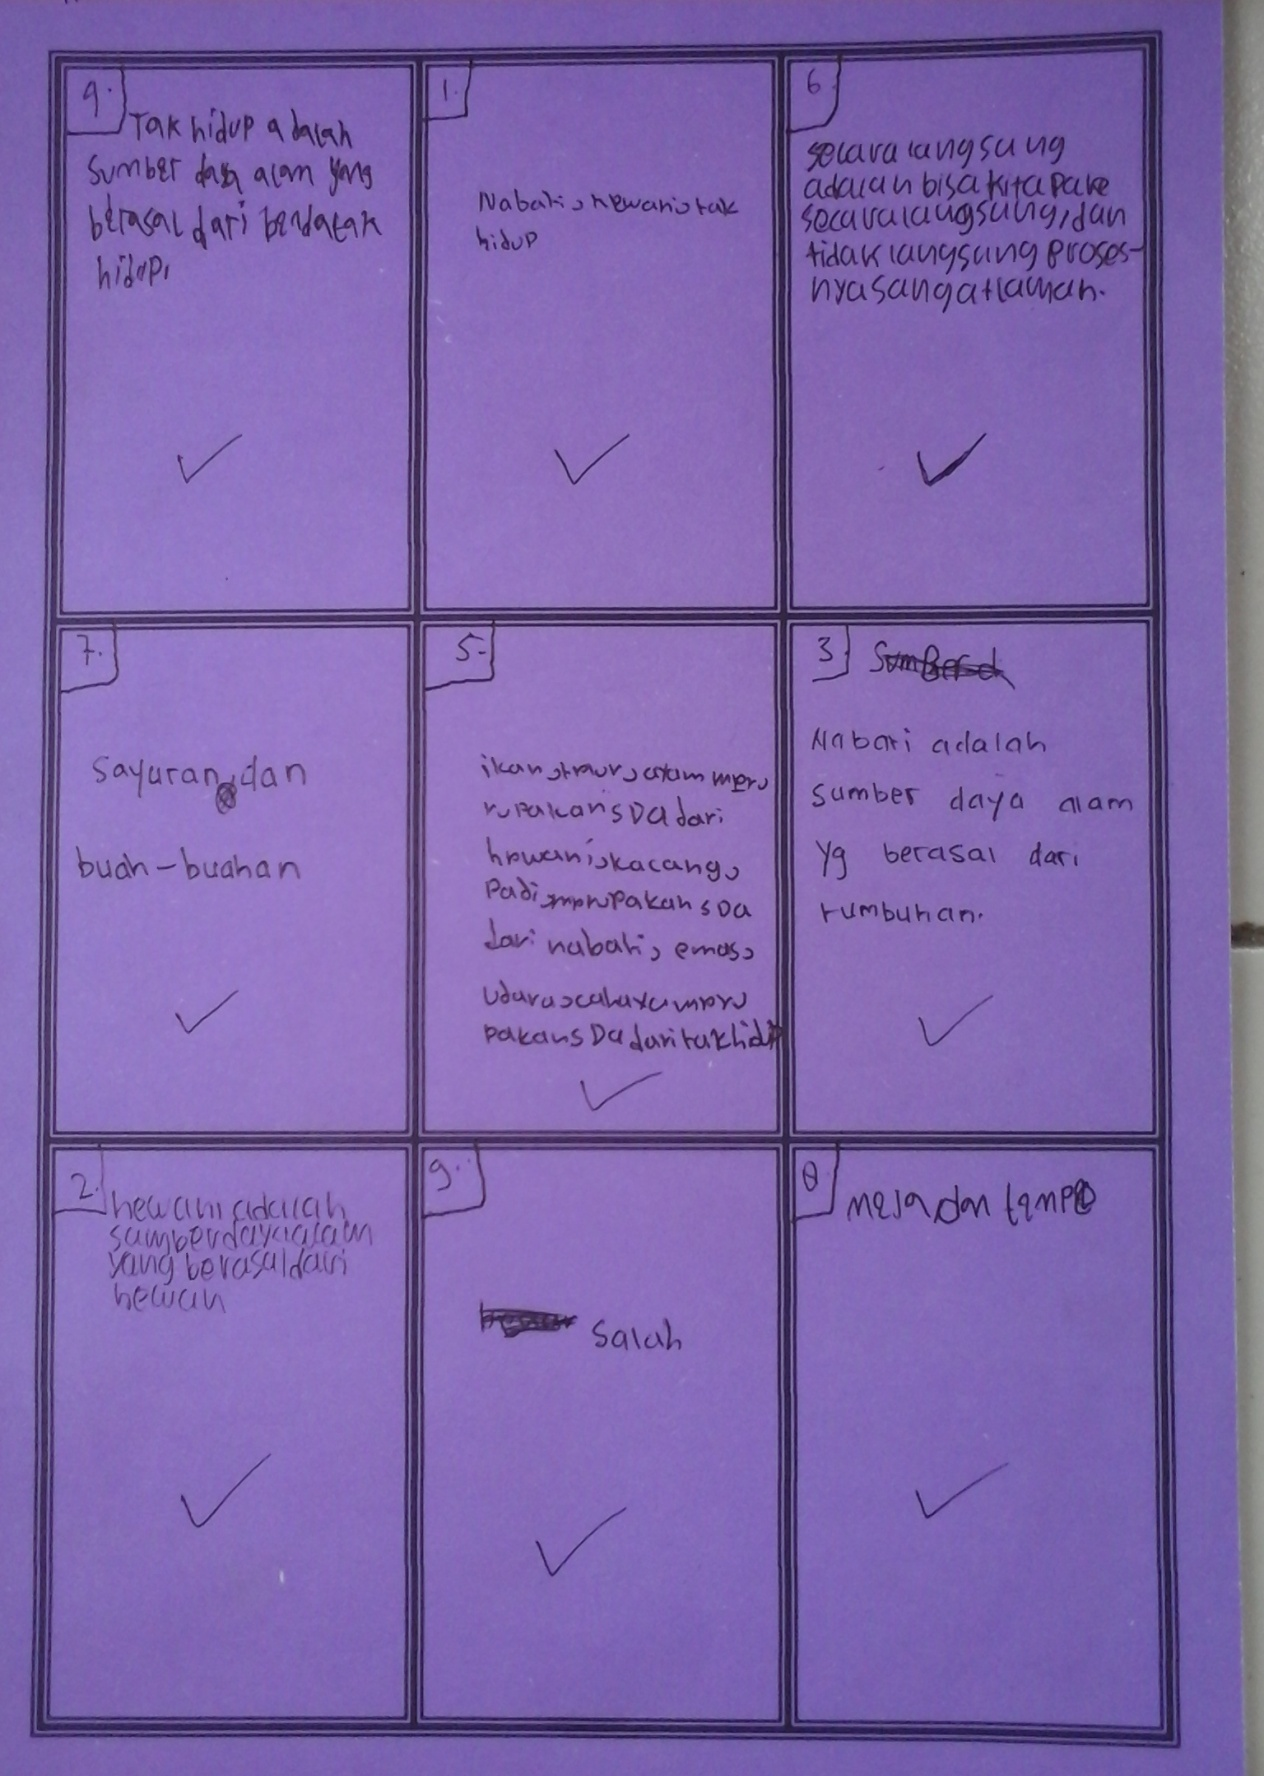 4.
Tak hidup adalah
sumber daya alam yang
berasal dari benda tak
hidup.
1.
Nabati, hewani, tak
hidup
6
secara langsung
adalah bisa kita pake
secara langsung, dan
tidak langsung proses-
nya sangat laman.
7.
Sayuran, dan
buah-buahan
5.
ikan, telur, ayam meru
rupakan SDA dari
hewani, kacang,
Padi, merupakan SDA
dari nabati, emas,
Udara, cahaya meru
pakan SDA dari tak hidup
3
Nabati adalah
sumber daya alam
yg berasal dari
tumbuhan.
2.
hewani adalah
sumber daya alam
yang berasal dari
hewan
9.
Salah
8
meja dan tempe